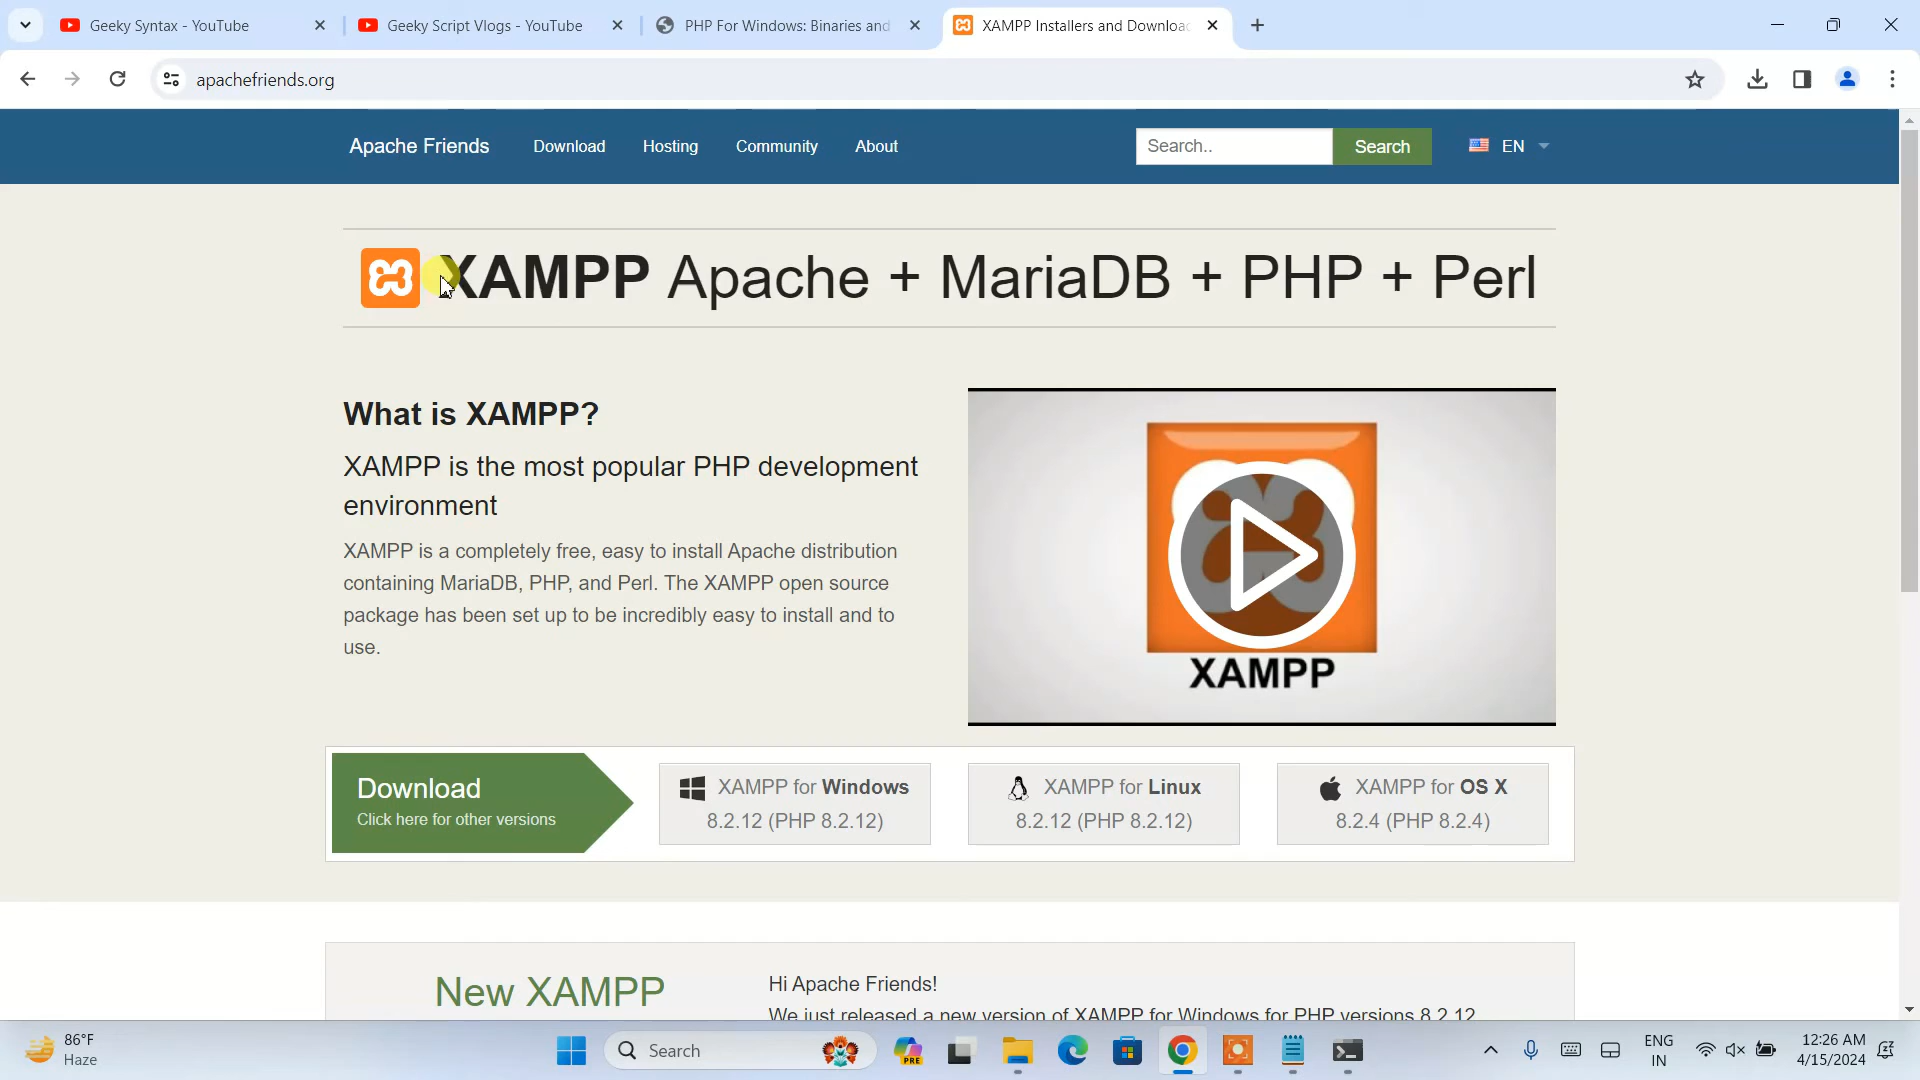 Geeky Syntax - YouTube
Geeky Script Vlogs - YouTube
PHP For Windows: Binaries and
XAMPP Installers and Downloa
apachefriends.org
Apache Friends
Download
Hosting
Community
About
Search..
Search
EN
XAMPP Apache + MariaDB + PHP + Perl
What is XAMPP?
XAMPP is the most popular PHP development
environment
XAMPP is a completely free, easy to install Apache distribution
containing MariaDB, PHP, and Perl. The XAMPP open source
package has been set up to be incredibly easy to install and to
use.
XAMPP
Download
Click here for other versions
XAMPP for Windows
8.2.12 (PHP 8.2.12)
XAMPP for Linux
8.2.12 (PHP 8.2.12)
XAMPP for OS X
8.2.4 (PHP 8.2.4)
New XAMPP
Hi Apache Friends!
We just released a new version of XAMPP for Windows for PHP versions 8.2.12
86°F
Haze
Search
PRE
ENG
IN
12:26 AM
4/15/2024